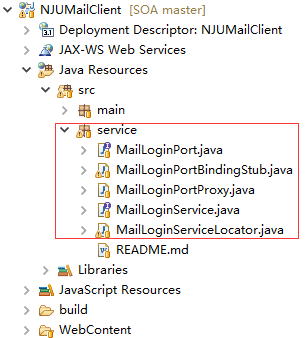 NJUMailClient [SOA master]
Deployment Descriptor: NJUMailClient
JAX-WS Web Services
Java Resources
src
main
service
MailLoginPort.java
MailLoginPortBindingStub.java
MailLoginPortProxy.java
MailLoginService.java
MailLoginServiceLocator.java
README.md
Libraries
JavaScript Resources
build
WebContent